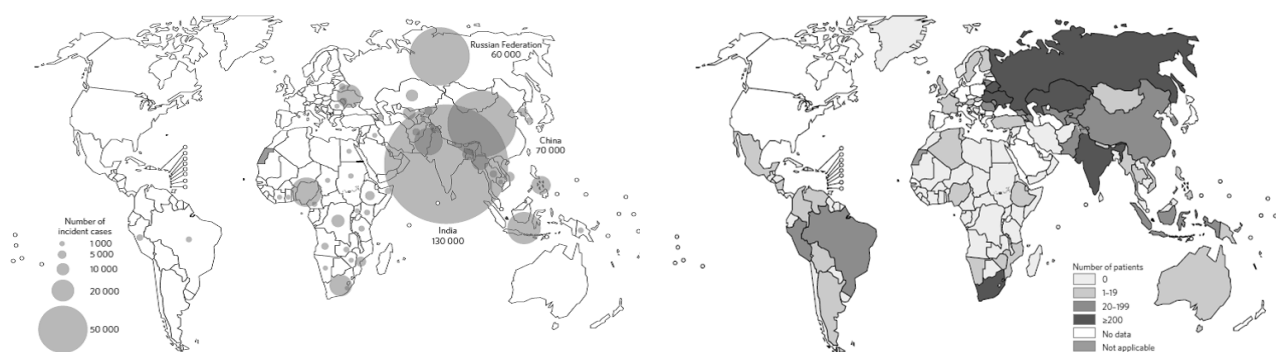 Russian Federation
60 000
China
70 000
India
130 000
Number of
incident cases
1 000
5 000
10 000
20 000
50 000
Number of patients
0
1–19
20–199
≥200
No data
Not applicable